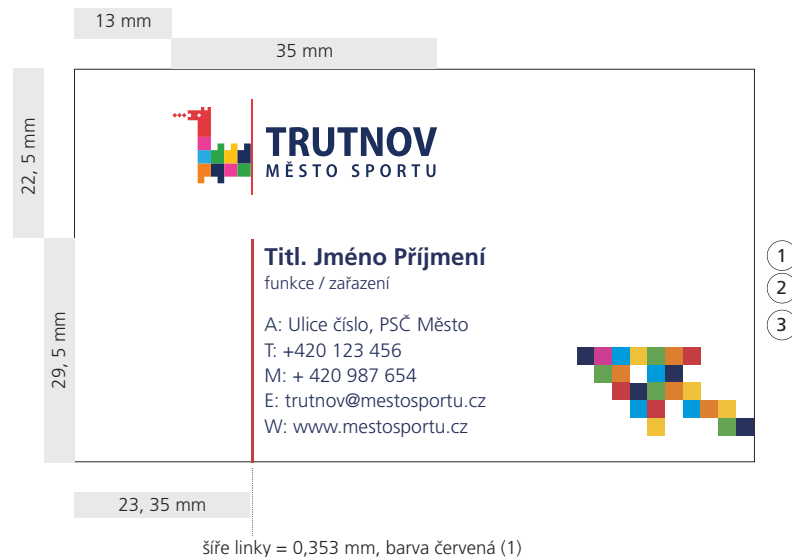 13 mm
35 mm
22, 5 mm
TRUTNOV
MĚSTO SPORTU
29, 5 mm
Titl. Jméno Příjmení
funkce / zařazení
A: Ulice číslo, PSČ Město
T: +420 123 456
M: + 420 987 654
E: trutnov@mestosportu.cz
W: www.mestosportu.cz
1
2
3
23, 35 mm
šíře linky = 0,353 mm, barva červená (1)